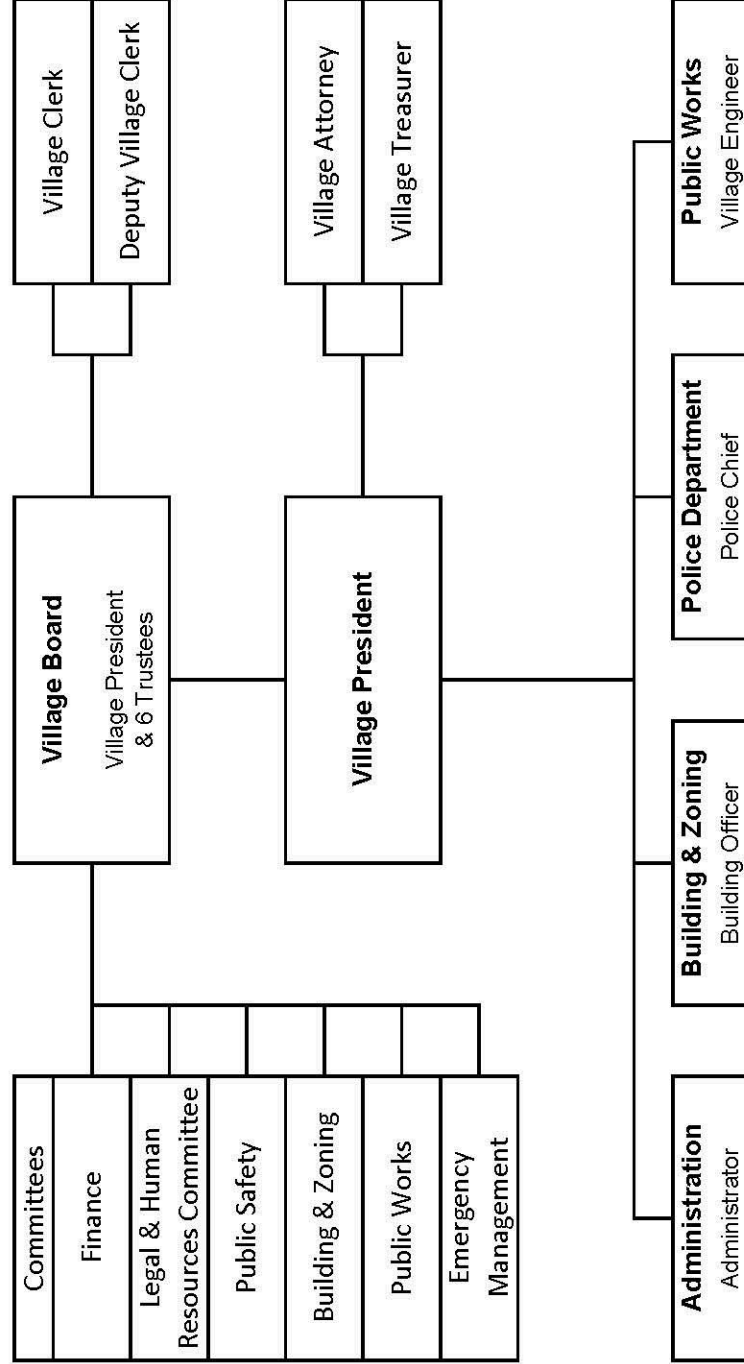 Committees
Finance
Legal & Human
Resources Committee
Public Safety
Building & Zoning
Public Works
Emergency
Management
Village Board
Village President
& 6 Trustees
Village Clerk
Deputy Village Clerk
Village President
Village Attorney
Village Treasurer
Administration
Administrator
Building & Zoning
Building Officer
Police Department
Police Chief
Public Works
Village Engineer